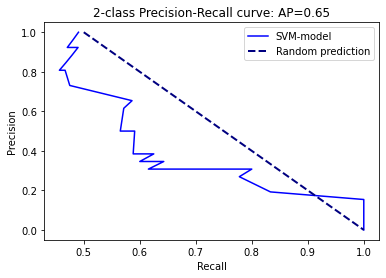 2-class Precision-Recall curve: AP=0.65
SVM-model
Random prediction
Precision
1.0
0.8
0.6
0.4
0.2
0.0
0.5
0.6
0.7
0.8
0.9
1.0
Recall